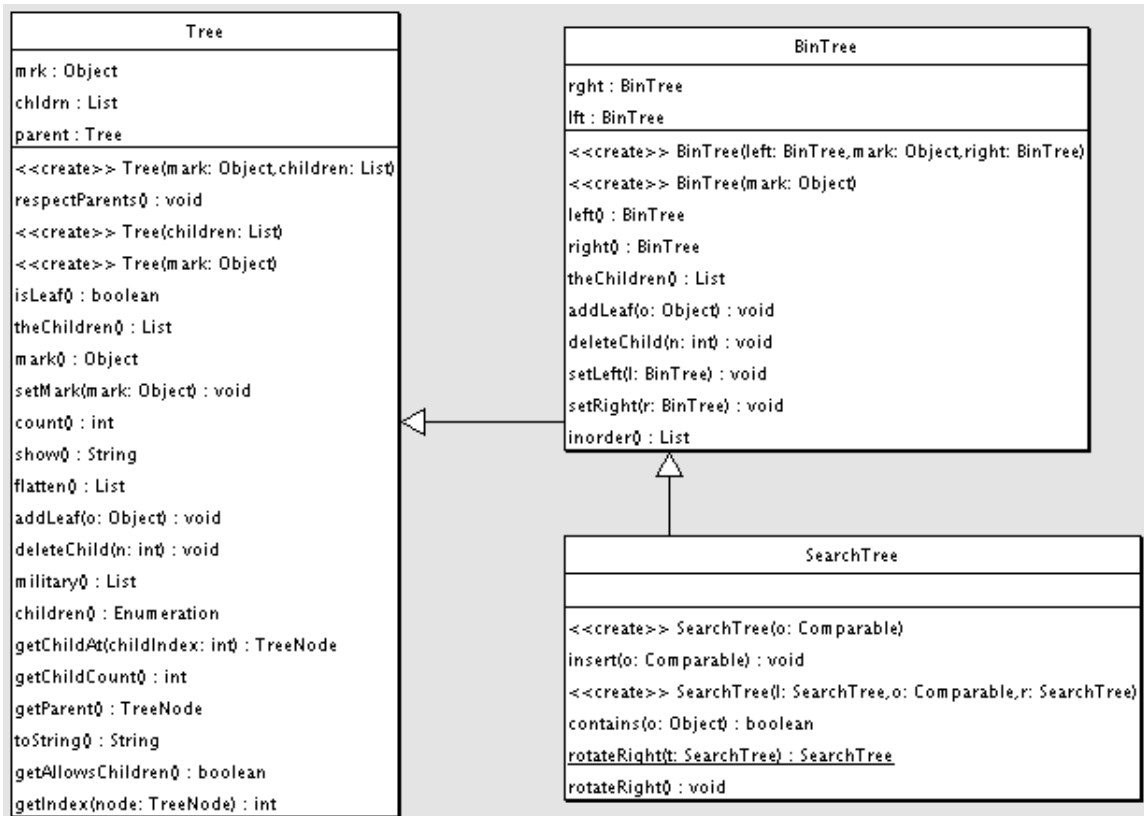 Tree
mrk : Object
chldrn : List
parent : Tree
<<create>> Tree(mark: Object,children: List)
respectParents() : void
<<create>> Tree(children: List)
<<create>> Tree(mark: Object)
isLeaf() : boolean
theChildren() : List
mark() : Object
setMark(mark: Object) : void
count() : int
show() : String
flatten() : List
addLeaf(o: Object) : void
deleteChild(n: int) : void
military() : List
children() : Enumeration
getChildAt(childIndex: int) : TreeNode
getChildCount() : int
getParent() : TreeNode
toString() : String
getAllowsChildren() : boolean
getIndex(node: TreeNode) : int
BinTree
rght : BinTree
lft : BinTree
<<create>> BinTree(left: BinTree,mark: Object,right: BinTree)
<<create>> BinTree(mark: Object)
left() : BinTree
right() : BinTree
theChildren() : List
addLeaf(o: Object) : void
deleteChild(n: int) : void
setLeft(l: BinTree) : void
setRight(r: BinTree) : void
inorder() : List
SearchTree
<<create>> SearchTree(o: Comparable)
insert(o: Comparable) : void
<<create>> SearchTree(l: SearchTree,o: Comparable,r: SearchTree)
contains(o: Object) : boolean
rotateRight(t: SearchTree) : SearchTree
rotateRight() : void